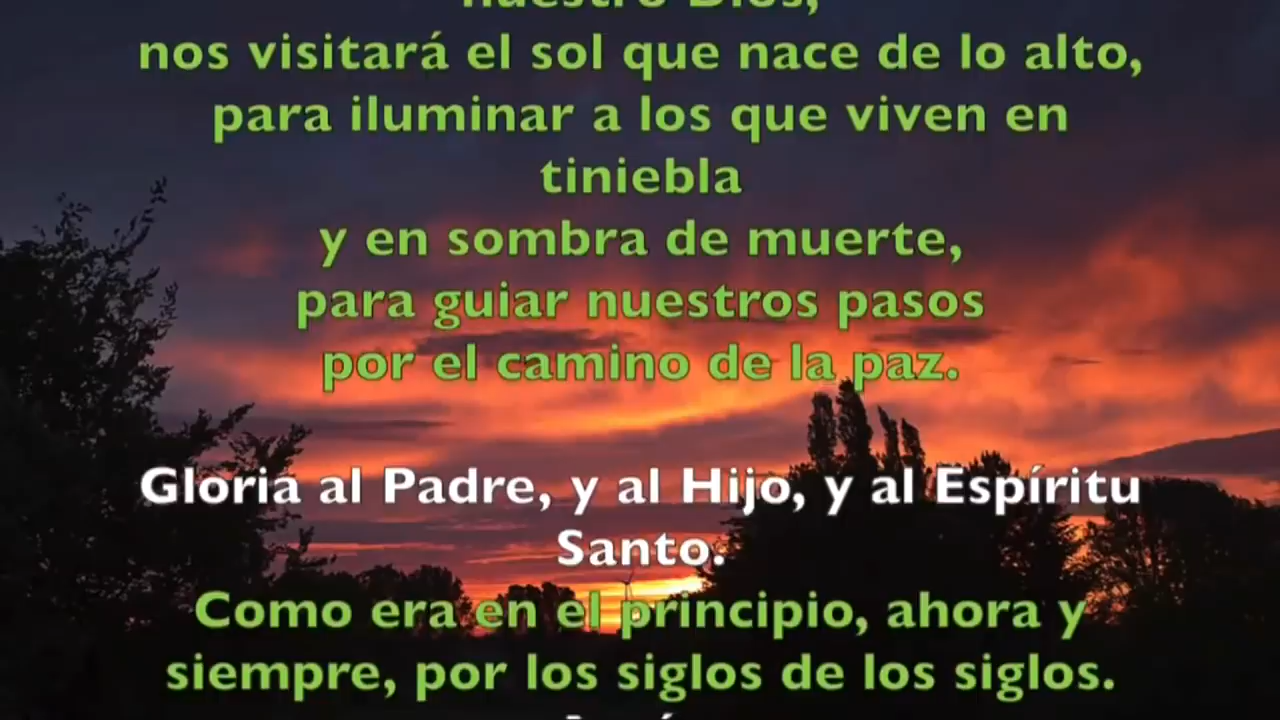 nuestro Dios,
nos visitará el sol que nace de lo alto,
para iluminar a los que viven en
tiniebla
y en sombra de muerte,
para guiar nuestros pasos
por el camino de la paz.
Gloria al Padre, y al Hijo, y al Espíritu
Santo.
Como era en el principio, ahora y
siempre, por los siglos de los siglos.